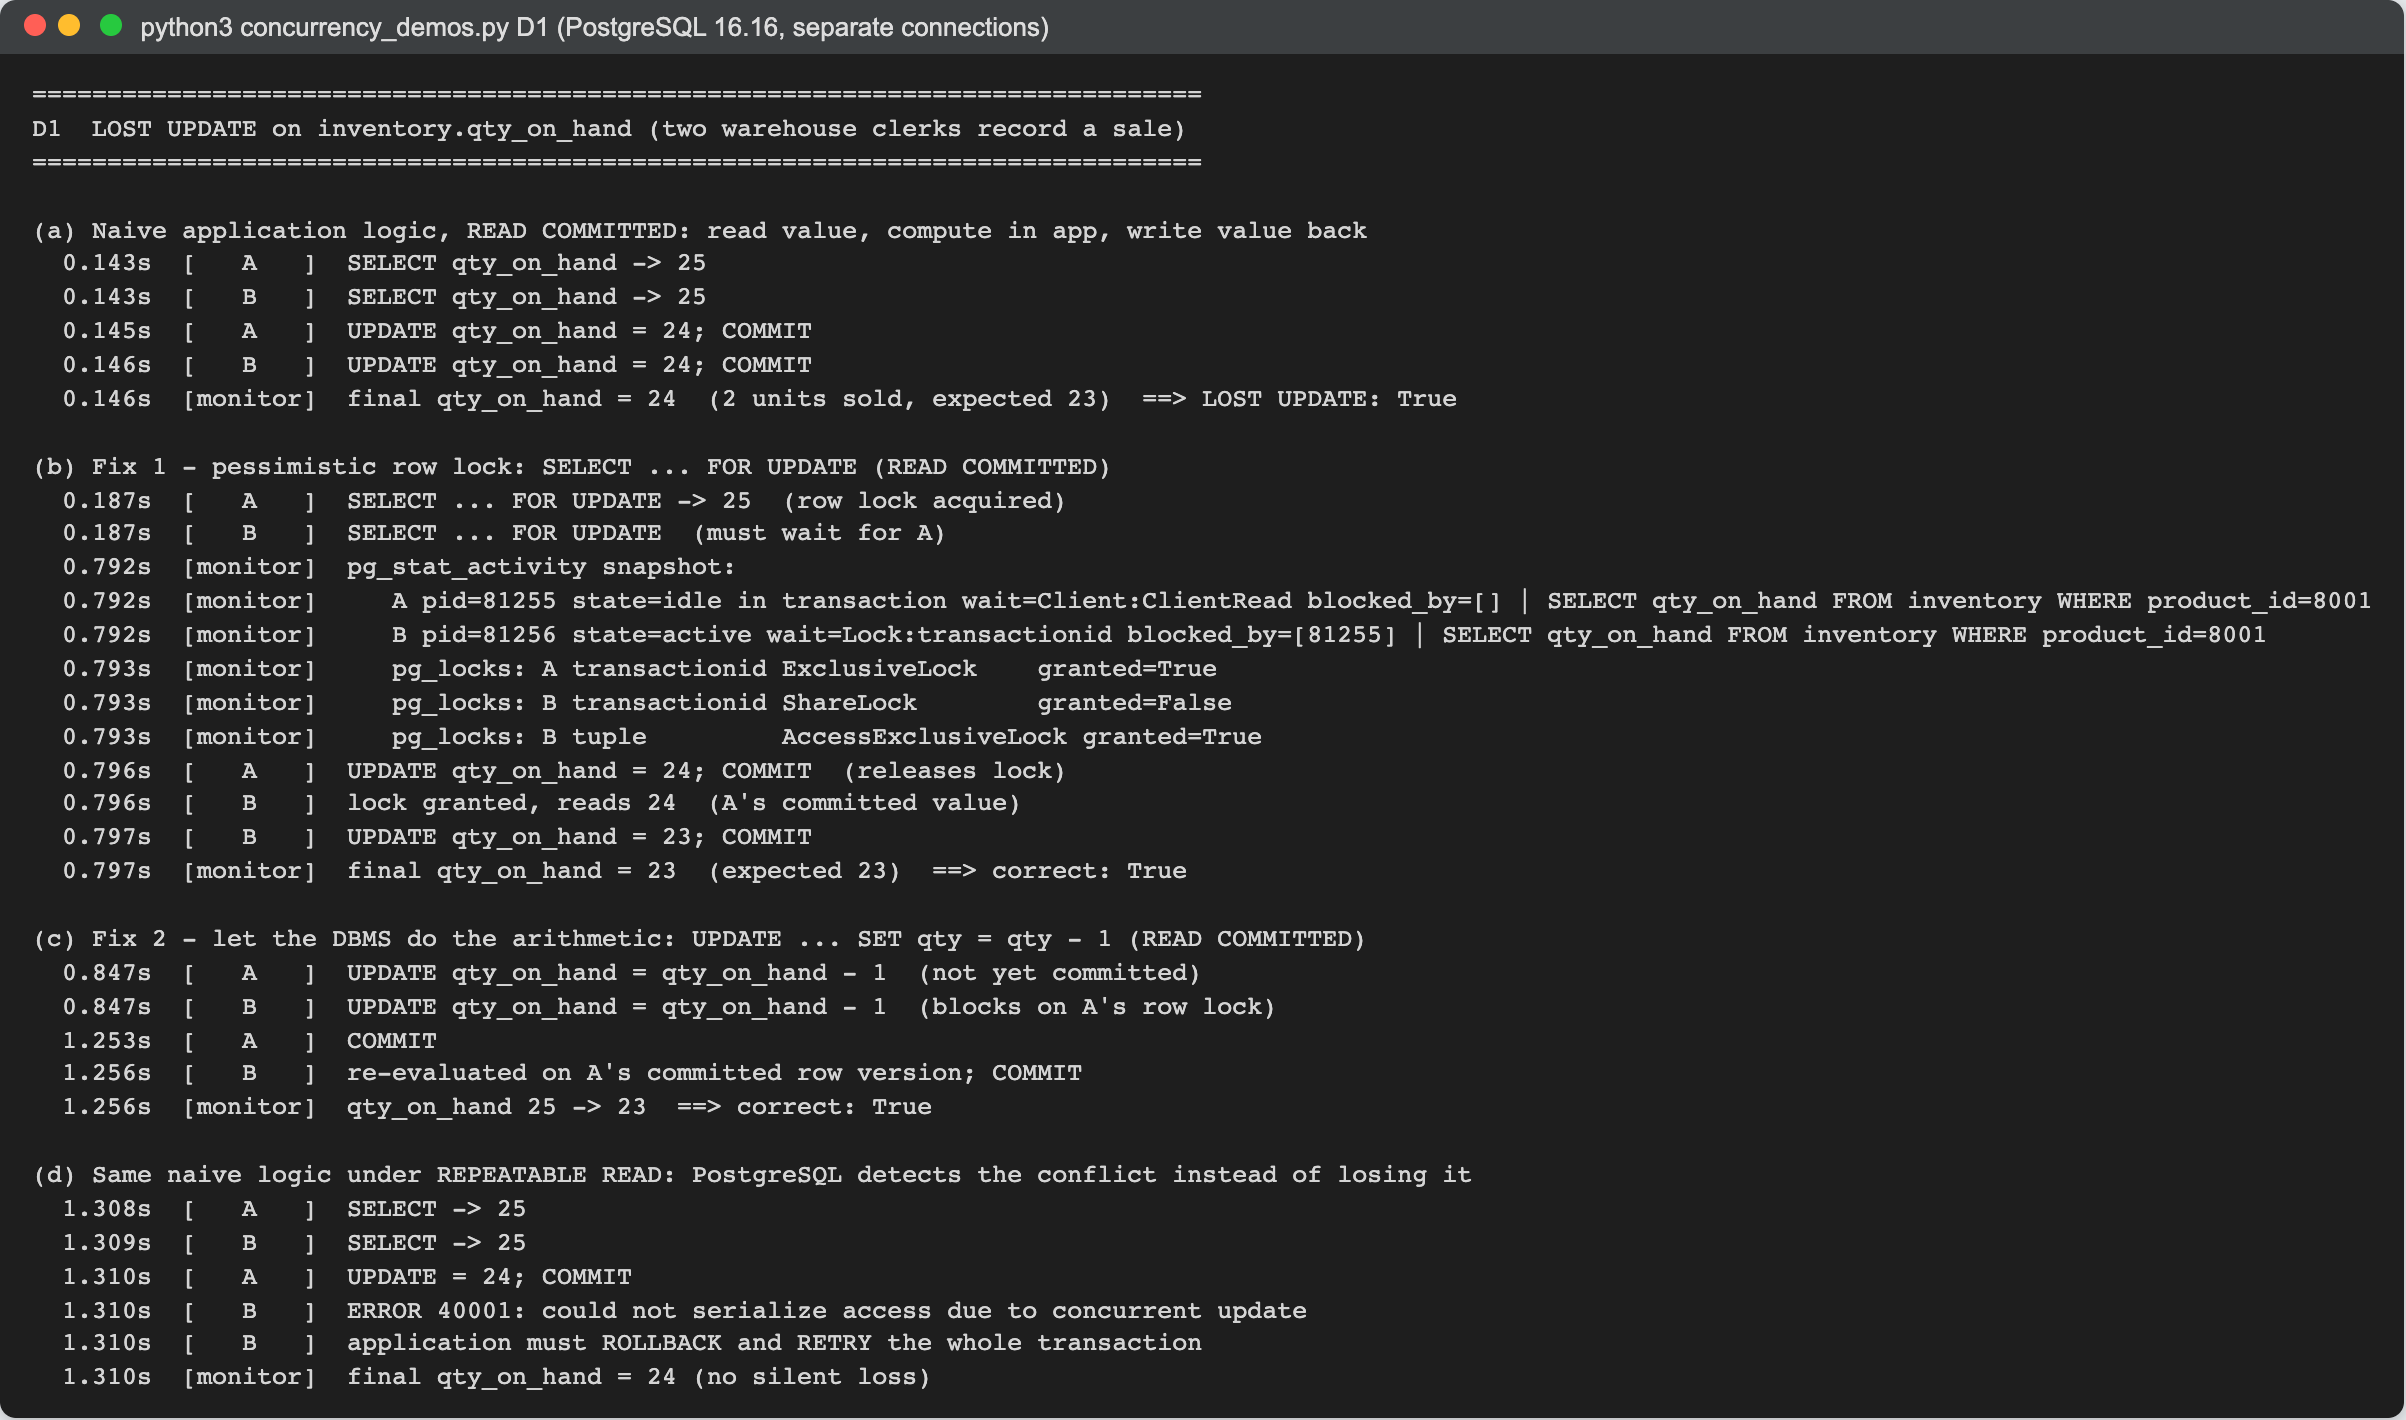 python3 concurrency_demos.py D1 (PostgreSQL 16.16, separate connections)
==============================================================================
D1  LOST UPDATE on inventory.qty_on_hand (two warehouse clerks record a sale)
==============================================================================
(a) Naive application logic, READ COMMITTED: read value, compute in app, write value back
  0.143s  [   A   ]  SELECT qty_on_hand -> 25
  0.143s  [   B   ]  SELECT qty_on_hand -> 25
  0.145s  [   A   ]  UPDATE qty_on_hand = 24; COMMIT
  0.146s  [   B   ]  UPDATE qty_on_hand = 24; COMMIT
  0.146s  [monitor]  final qty_on_hand = 24  (2 units sold, expected 23)  ==> LOST UPDATE: True
(b) Fix 1 - pessimistic row lock: SELECT ... FOR UPDATE (READ COMMITTED)
  0.187s  [   A   ]  SELECT ... FOR UPDATE -> 25  (row lock acquired)
  0.187s  [   B   ]  SELECT ... FOR UPDATE  (must wait for A)
  0.792s  [monitor]  pg_stat_activity snapshot:
  0.792s  [monitor]     A pid=81255 state=idle in transaction wait=Client:ClientRead blocked_by=[] | SELECT qty_on_hand FROM inventory WHERE product_id=8001
  0.792s  [monitor]     B pid=81256 state=active wait=Lock:transactionid blocked_by=[81255] | SELECT qty_on_hand FROM inventory WHERE product_id=8001
  0.793s  [monitor]     pg_locks: A transactionid ExclusiveLock    granted=True
  0.793s  [monitor]     pg_locks: B transactionid ShareLock        granted=False
  0.793s  [monitor]     pg_locks: B tuple         AccessExclusiveLock granted=True
  0.796s  [   A   ]  UPDATE qty_on_hand = 24; COMMIT  (releases lock)
  0.796s  [   B   ]  lock granted, reads 24  (A's committed value)
  0.797s  [   B   ]  UPDATE qty_on_hand = 23; COMMIT
  0.797s  [monitor]  final qty_on_hand = 23  (expected 23)  ==> correct: True
(c) Fix 2 - let the DBMS do the arithmetic: UPDATE ... SET qty = qty - 1 (READ COMMITTED)
  0.847s  [   A   ]  UPDATE qty_on_hand = qty_on_hand - 1  (not yet committed)
  0.847s  [   B   ]  UPDATE qty_on_hand = qty_on_hand - 1  (blocks on A's row lock)
  1.253s  [   A   ]  COMMIT
  1.256s  [   B   ]  re-evaluated on A's committed row version; COMMIT
  1.256s  [monitor]  qty_on_hand 25 -> 23  ==> correct: True
(d) Same naive logic under REPEATABLE READ: PostgreSQL detects the conflict instead of losing it
  1.308s  [   A   ]  SELECT -> 25
  1.309s  [   B   ]  SELECT -> 25
  1.310s  [   A   ]  UPDATE = 24; COMMIT
  1.310s  [   B   ]  ERROR 40001: could not serialize access due to concurrent update
  1.310s  [   B   ]  application must ROLLBACK and RETRY the whole transaction
  1.310s  [monitor]  final qty_on_hand = 24 (no silent loss)